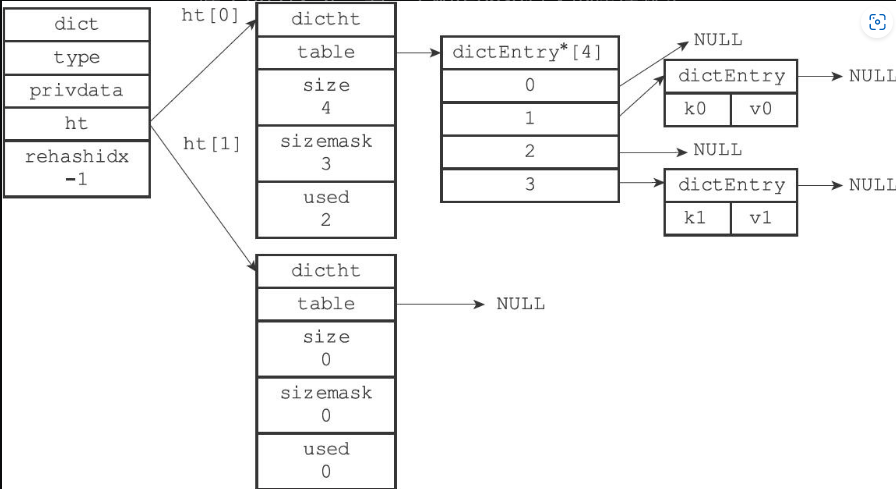 dict
type
privdata
ht
rehashidx
-1
ht[0]
ht[1]
dictht
table
size
4
sizemask
3
used
2
dictEntry*[4]
0
1
2
3
NULL
dictEntry
k0 v0
NULL
NULL
dictEntry
k1 v1
NULL
dictht
table
size
0
sizemask
0
used
0
NULL